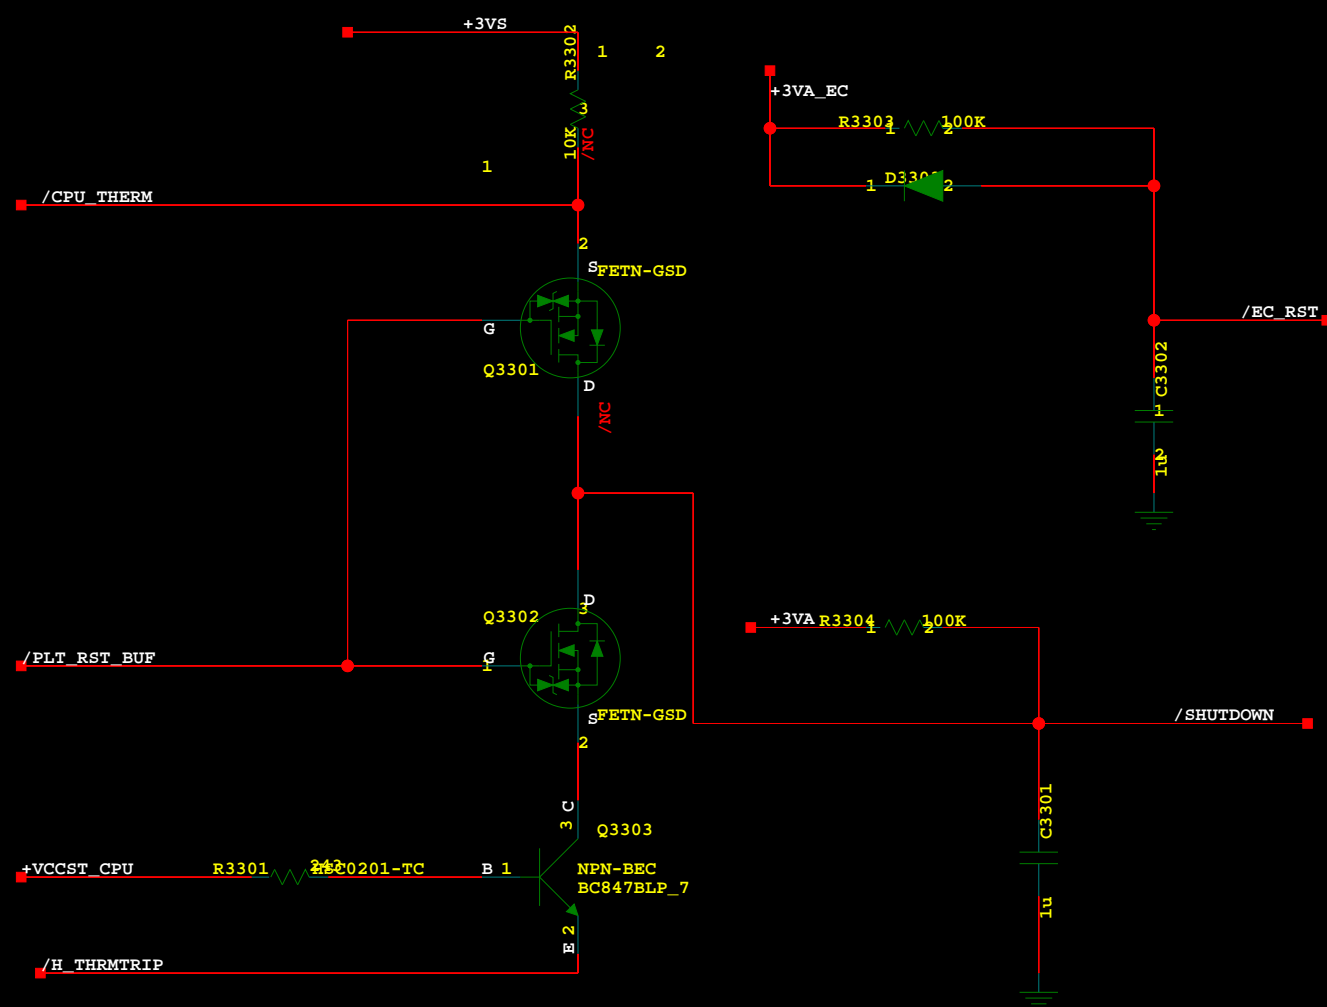 +3VS
R3302
1 2
3
10K
/NC
1
/CPU_THERM
2
S
FETN-GSD
G
Q3301
D
/NC
+3VA_EC
R3303 1 2 100K
1 2
/EC_RST
C3302
1
2
1u
D
3
Q3302
/PLT_RST_BUF
G
1
S
FETN-GSD
2
+3VA R3304 1 2 100K
/SHUTDOWN
C3301
1u
C
3
Q3303
+VCCST_CPU R3301
B 1
NPN-BEC
BC847BLP_7
2
E
/H_THRMTRIP